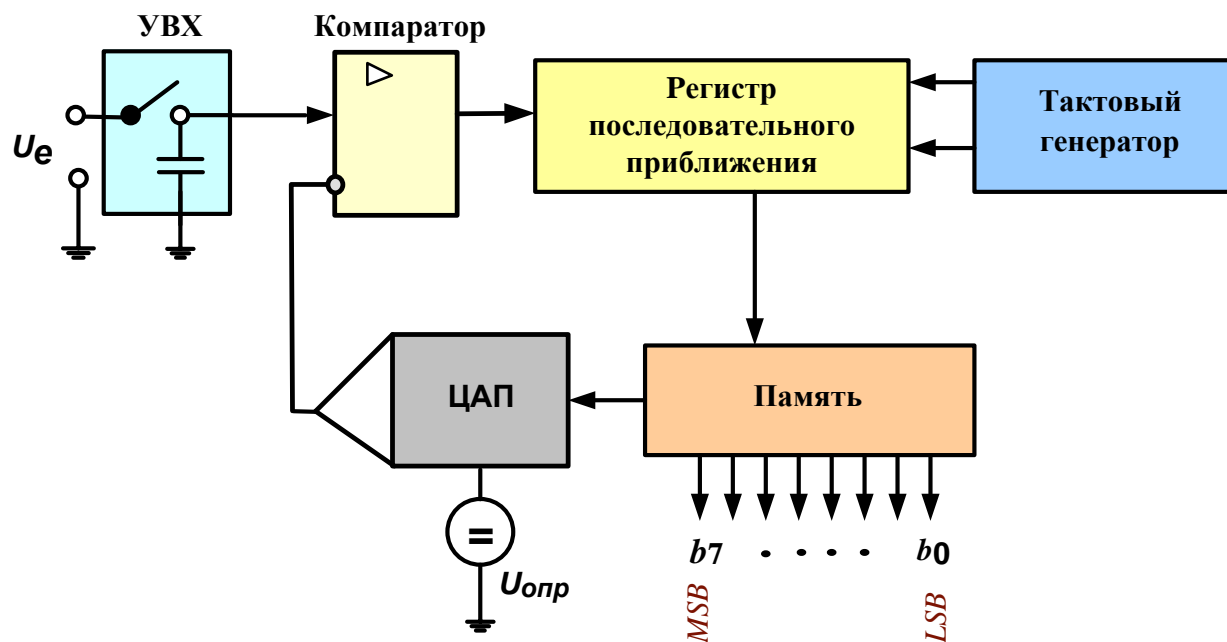 УВХ
Компаратор
Регистр
последовательного
приближения
Тактовый
генератор
Ue
ЦАП
Память
=
Uопр
b7 . . . . b0
MSB
LSB